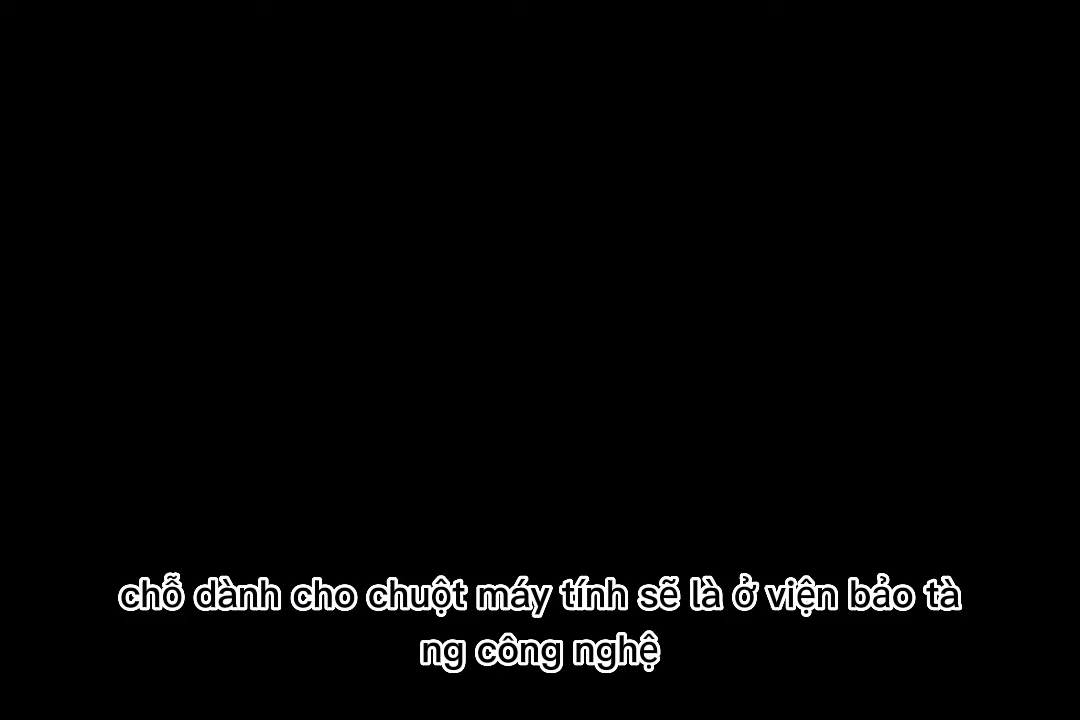 chỗ dành cho chuột máy tính sẽ là ở viện bảo tà
ng công nghệ